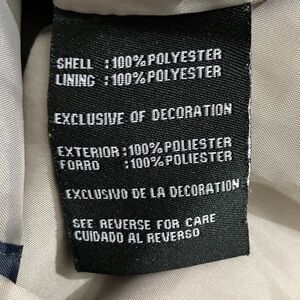 SHELL : 100% POLYESTER
LINING : 100% POLYESTER
EXCLUSIVE OF DECORATION
EXTERIOR : 100% POLIESTER
FORRO : 100% POLIESTER
EXCLUSIVO DE LA DECORATION
SEE REVERSE FOR CARE
CUIDADO AL REVERSO